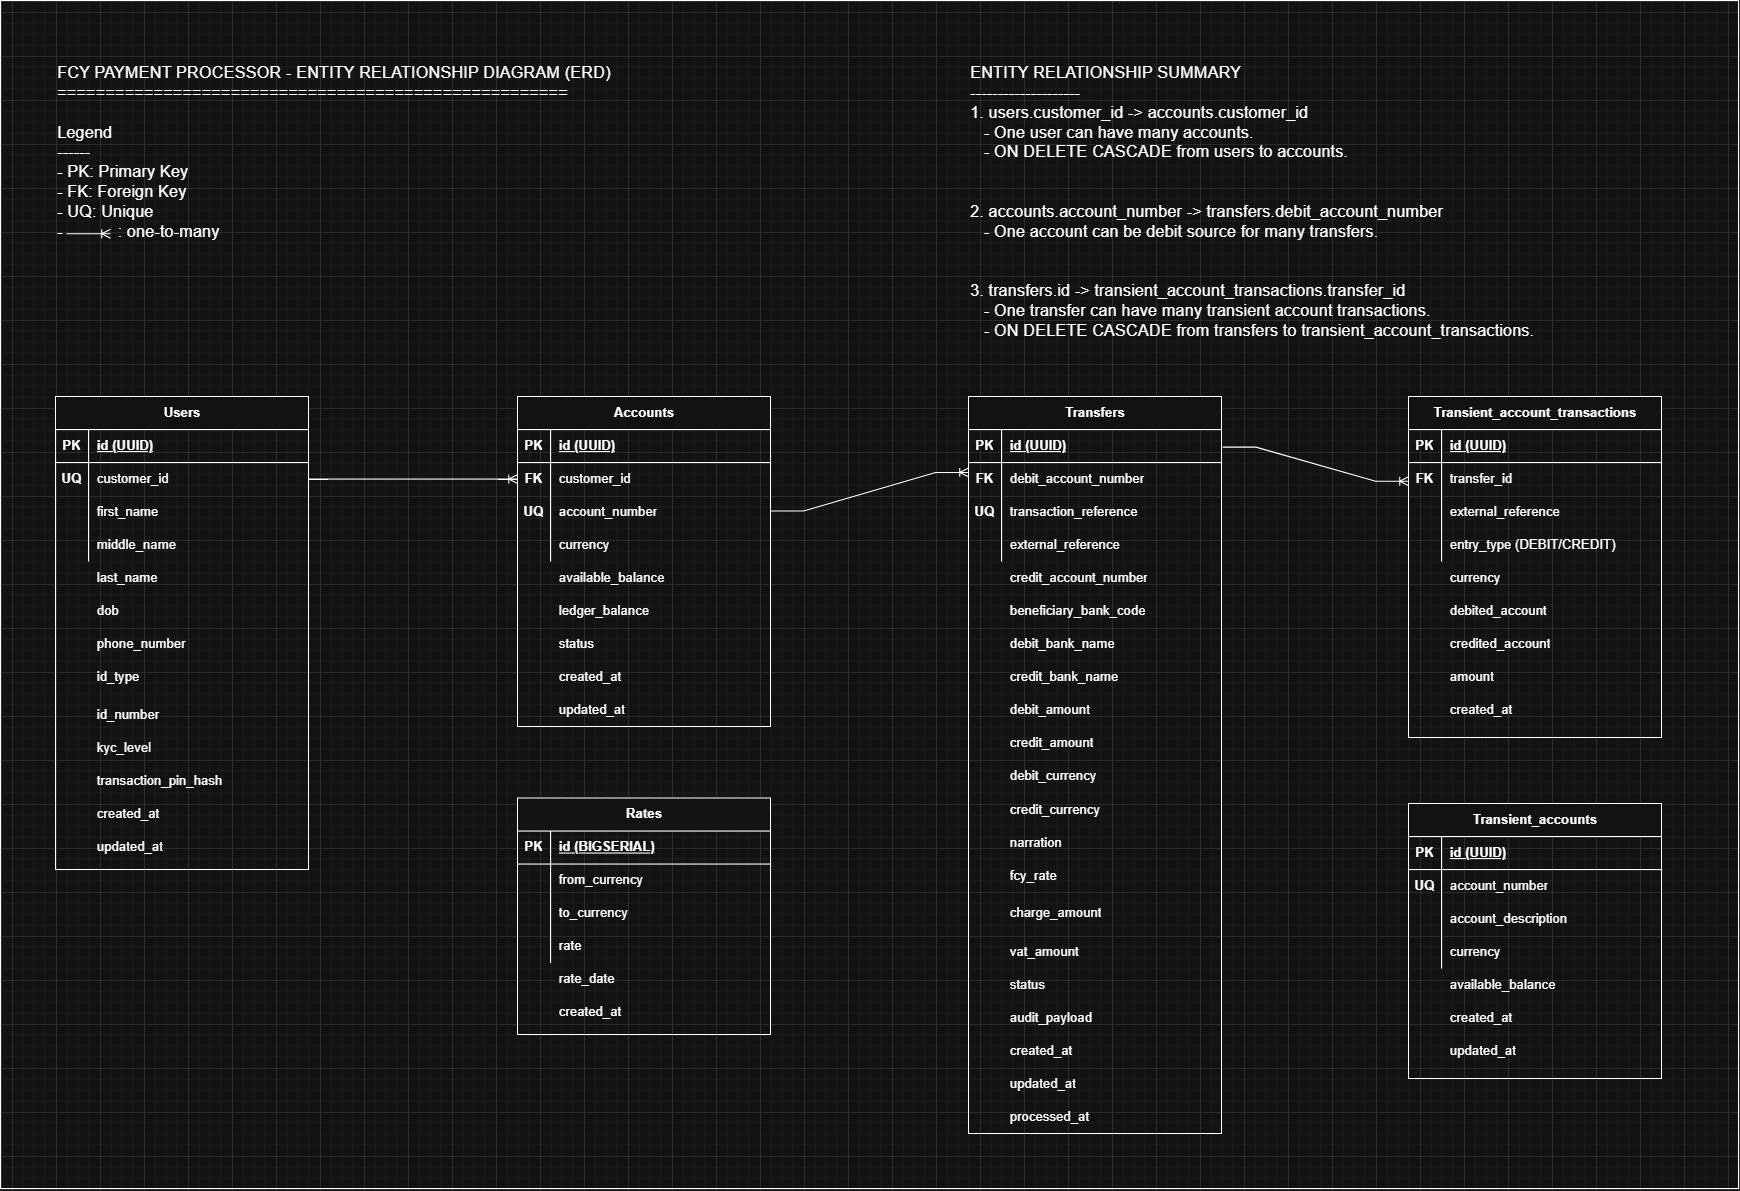 FCY PAYMENT PROCESSOR - ENTITY RELATIONSHIP DIAGRAM (ERD)
=====================================================
Legend
------
- PK: Primary Key
- FK: Foreign Key
- UQ: Unique
- : one-to-many
ENTITY RELATIONSHIP SUMMARY
--------------------
1. users.customer_id -> accounts.customer_id
- One user can have many accounts.
- ON DELETE CASCADE from users to accounts.
2. accounts.account_number -> transfers.debit_account_number
- One account can be debit source for many transfers.
3. transfers.id -> transient_account_transactions.transfer_id
- One transfer can have many transient account transactions.
- ON DELETE CASCADE from transfers to transient_account_transactions.
Users
PK id (UUID)
UQ customer_id
first_name
middle_name
last_name
dob
phone_number
id_type
id_number
kyc_level
transaction_pin_hash
created_at
updated_at
Accounts
PK id (UUID)
FK customer_id
UQ account_number
currency
available_balance
ledger_balance
status
created_at
updated_at
Rates
PK id (BIGSERIAL)
from_currency
to_currency
rate
rate_date
created_at
Transfers
PK id (UUID)
FK debit_account_number
UQ transaction_reference
external_reference
credit_account_number
beneficiary_bank_code
debit_bank_name
credit_bank_name
debit_amount
credit_amount
debit_currency
credit_currency
narration
fcy_rate
charge_amount
vat_amount
status
audit_payload
created_at
updated_at
processed_at
Transient_account_transactions
PK id (UUID)
FK transfer_id
external_reference
entry_type (DEBIT/CREDIT)
currency
debited_account
credited_account
amount
created_at
Transient_accounts
PK id (UUID)
UQ account_number
account_description
currency
available_balance
created_at
updated_at